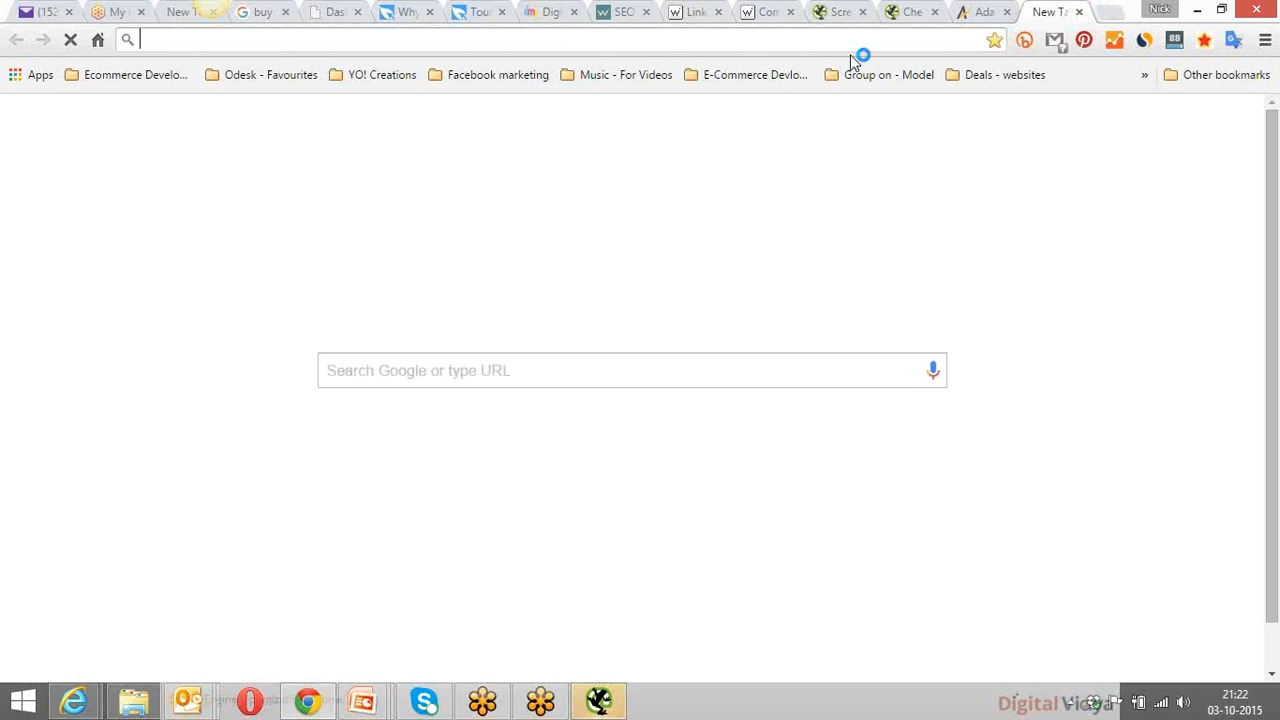 (152 My New Ta buy Das Why Tour Digi SEO Link Con Scre Che Ada New Ta Nick
Apps Ecommerce Develo... Odesk - Favourites YO! Creations Facebook marketing Music - For Videos E-Commerce Devlo... Group on - Model Deals - websites » Other bookmarks
Search Google or type URL
21:22
Digital Vidya
03-10-2015